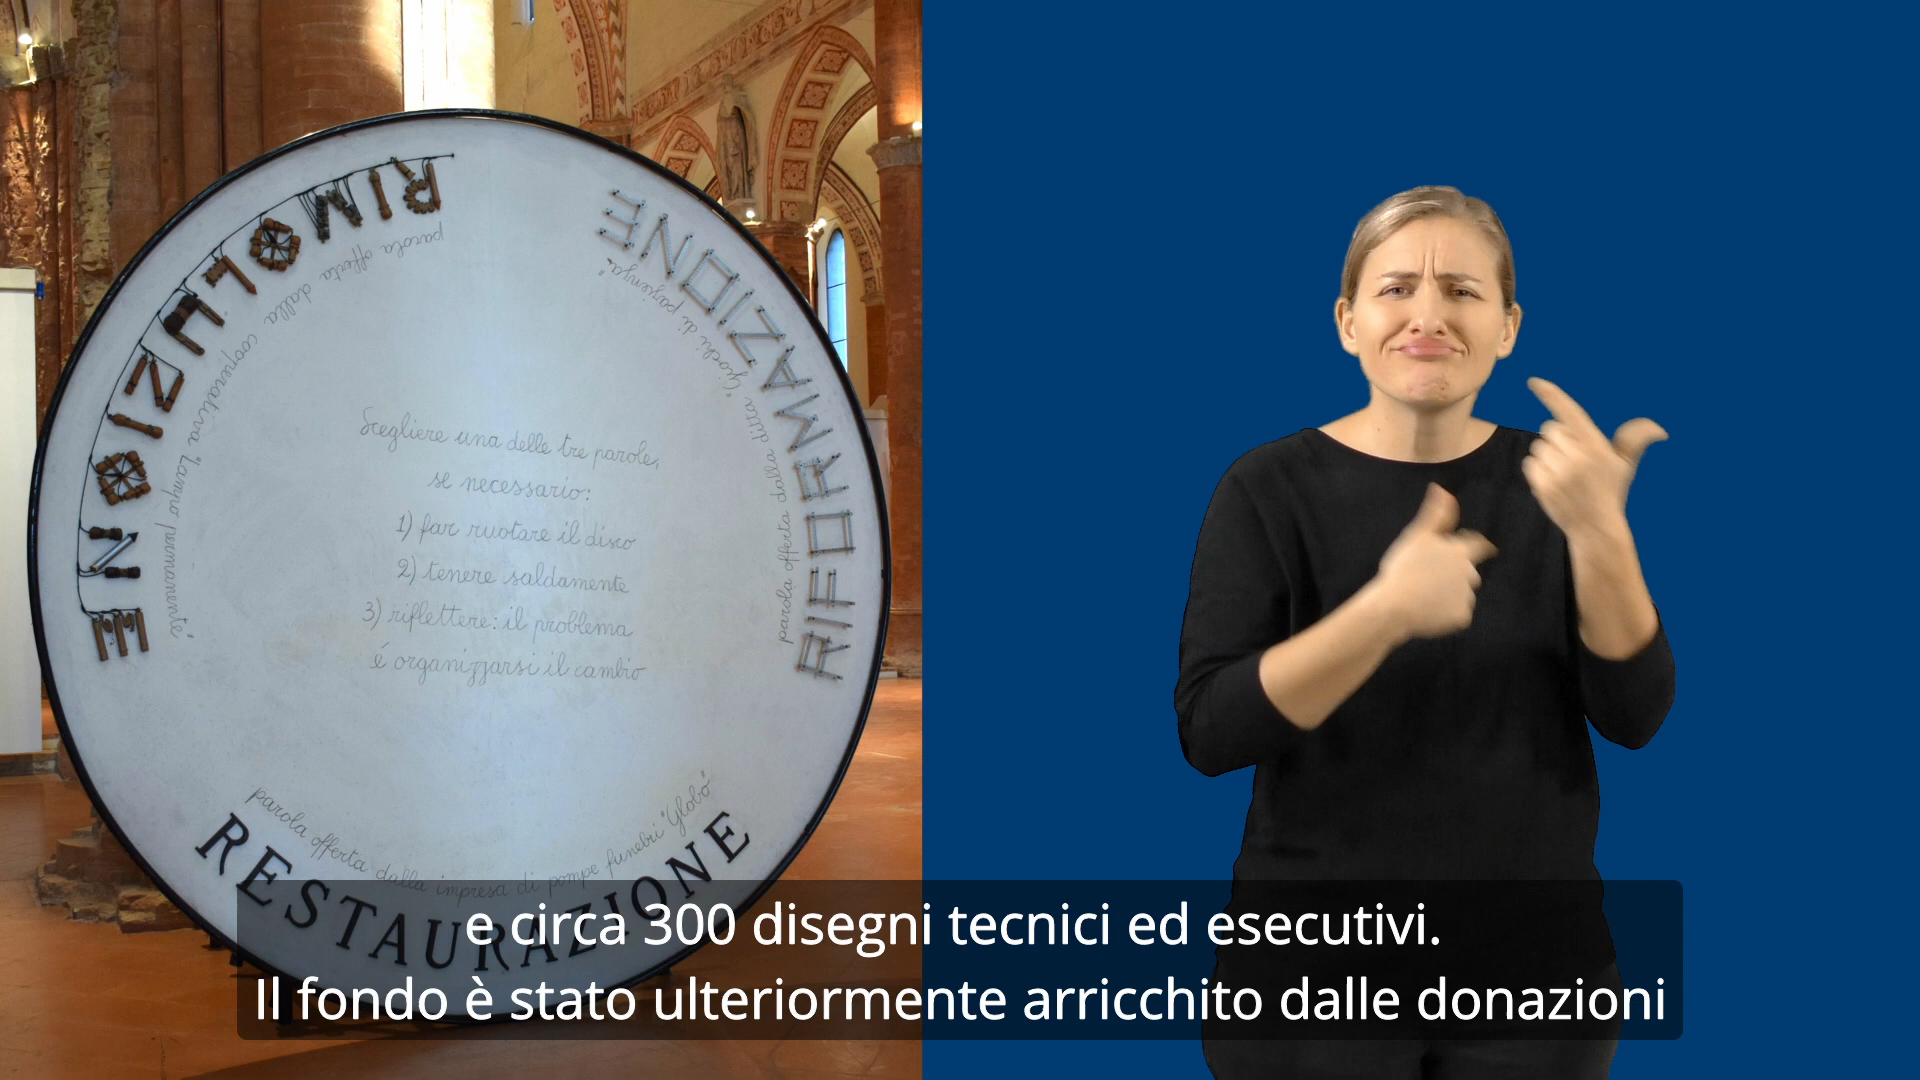 RIVOLUZIONE
parola offerta dalla cooperativa "Lampo permanente"
RIFORMAZIONE
parola offerta dalla ditta "Giochi di pazienza"
Scegliere una delle tre parole,
se necessario:
1) far ruotare il disco
2) tenere saldamente
3) riflettere: il problema
é organizzarsi il cambio
parola offerta dalla impresa di pompe funebri "Globo"
RESTAURAZIONE
e circa 300 disegni tecnici ed esecutivi.
Il fondo è stato ulteriormente arricchito dalle donazioni